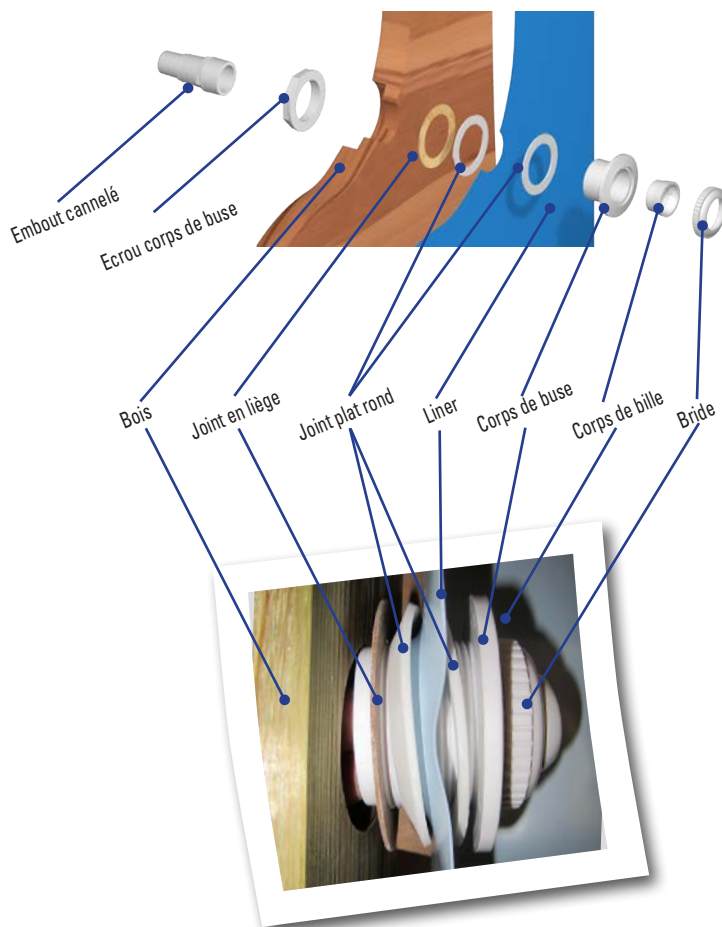 Embout cannelé
Ecrou corps de buse
Bois
Joint en liège
Joint plat rond
Liner
Corps de buse
Corps de bille
Bride